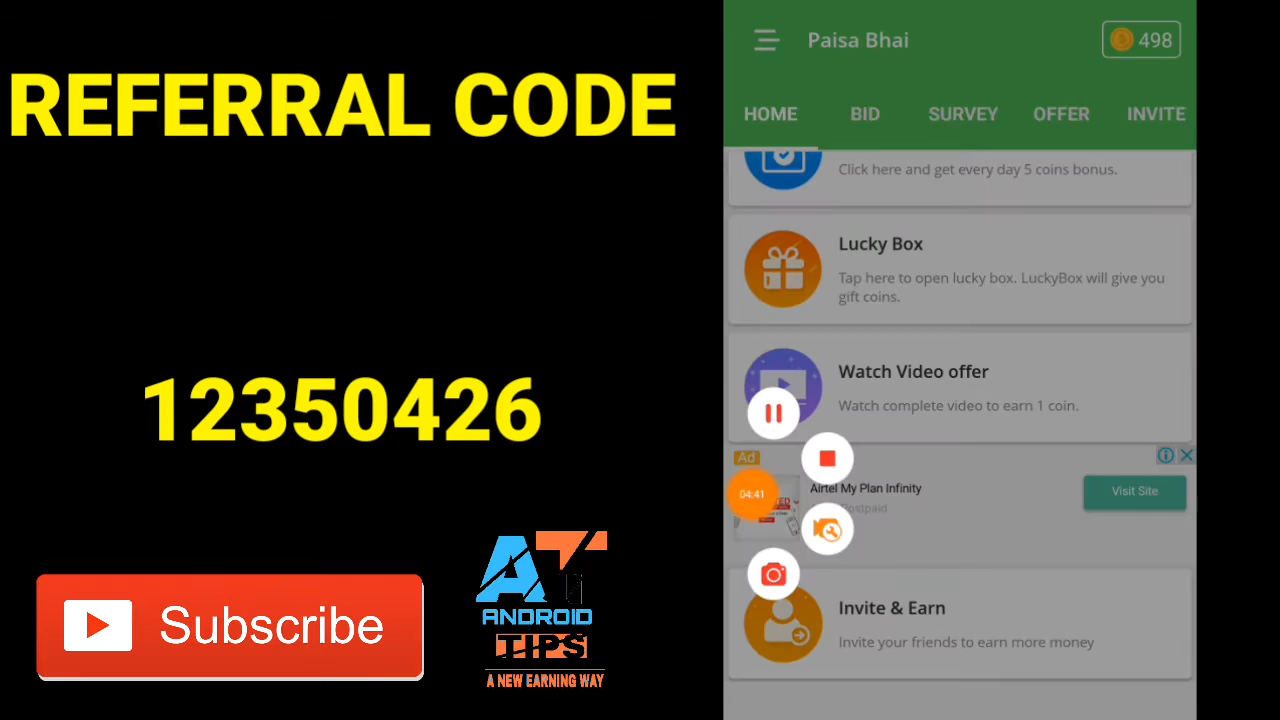 REFERRAL CODE
12350426
Subscribe
AT
ANDROID
TIPS
A NEW EARNING WAY
Paisa Bhai
498
HOME BID SURVEY OFFER INVITE
Click here and get every day 5 coins bonus.
Lucky Box
Tap here to open lucky box. LuckyBox will give you
gift coins.
Watch Video offer
Watch complete video to earn 1 coin.
Ad
04:41
Airtel My Plan Infinity
Postpaid
Visit Site
Invite & Earn
Invite your friends to earn more money